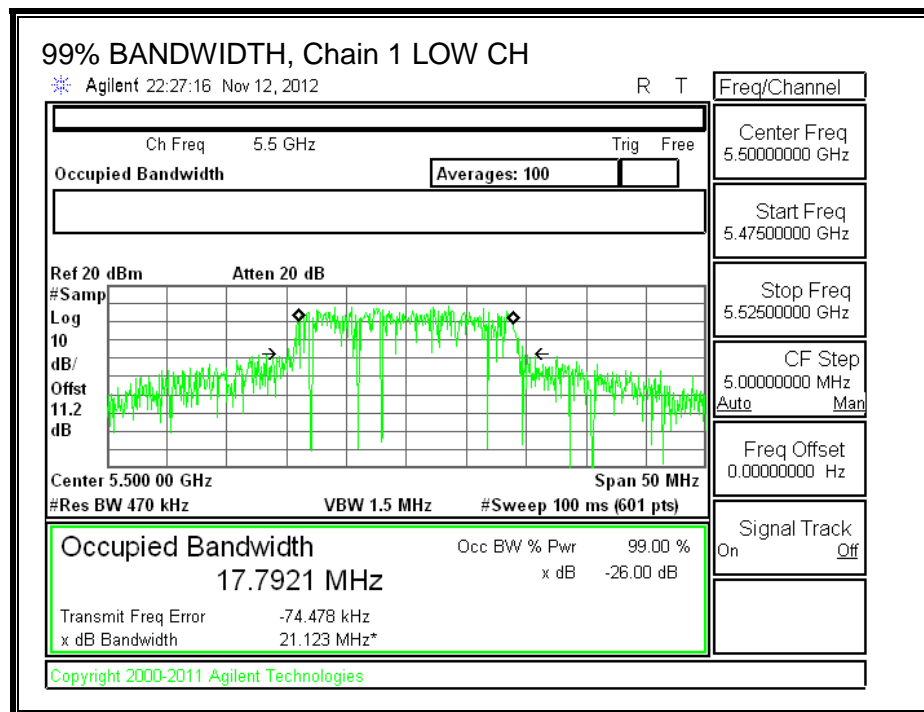 99% BANDWIDTH, Chain 1 LOW CH
Agilent 22:27:16 Nov 12, 2012 R T
Freq/Channel
Ch Freq 5.5 GHz Trig Free
Occupied Bandwidth Averages: 100
Center Freq
5.50000000 GHz
Start Freq
5.47500000 GHz
Ref 20 dBm Atten 20 dB
#Samp
Log
10
dB/
Offst
11.2
dB
Stop Freq
5.52500000 GHz
CF Step
5.00000000 MHz
Auto Man
Freq Offset
0.00000000 Hz
Center 5.500 00 GHz Span 50 MHz
#Res BW 470 kHz VBW 1.5 MHz #Sweep 100 ms (601 pts)
Signal Track
On Off
Occupied Bandwidth Occ BW % Pwr 99.00 %
17.7921 MHz x dB -26.00 dB
Transmit Freq Error -74.478 kHz
x dB Bandwidth 21.123 MHz*
Copyright 2000-2011 Agilent Technologies